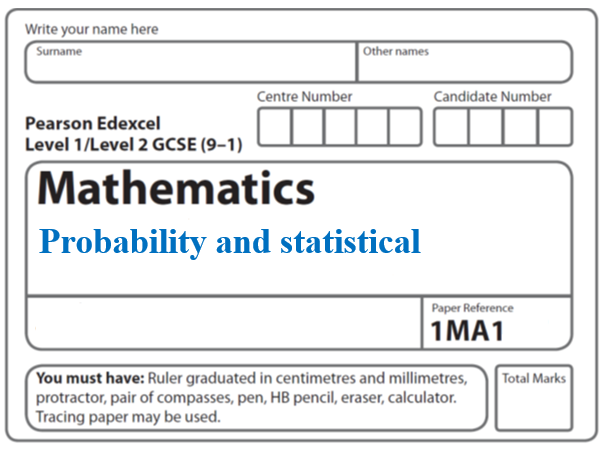 Write your name here
Surname
Other names
Centre Number
Candidate Number
Pearson Edexcel
Level 1/Level 2 GCSE (9–1)
Mathematics
Probability and statistical
Paper Reference
1MA1
You must have: Ruler graduated in centimetres and millimetres,
protractor, pair of compasses, pen, HB pencil, eraser, calculator.
Tracing paper may be used.
Total Marks